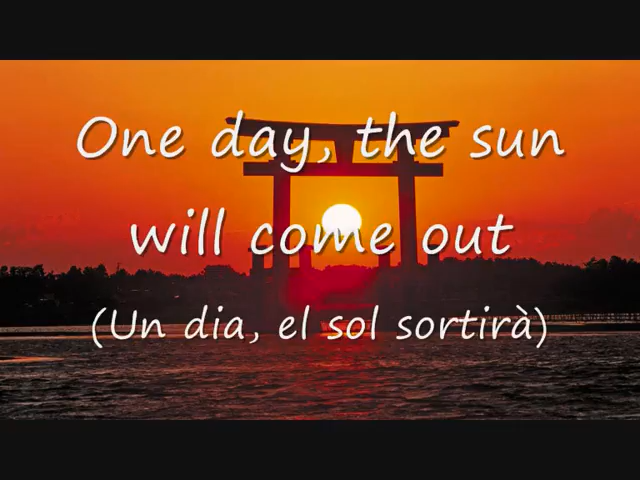 One day, the sun
will come out
(Un dia, el sol sortirà)